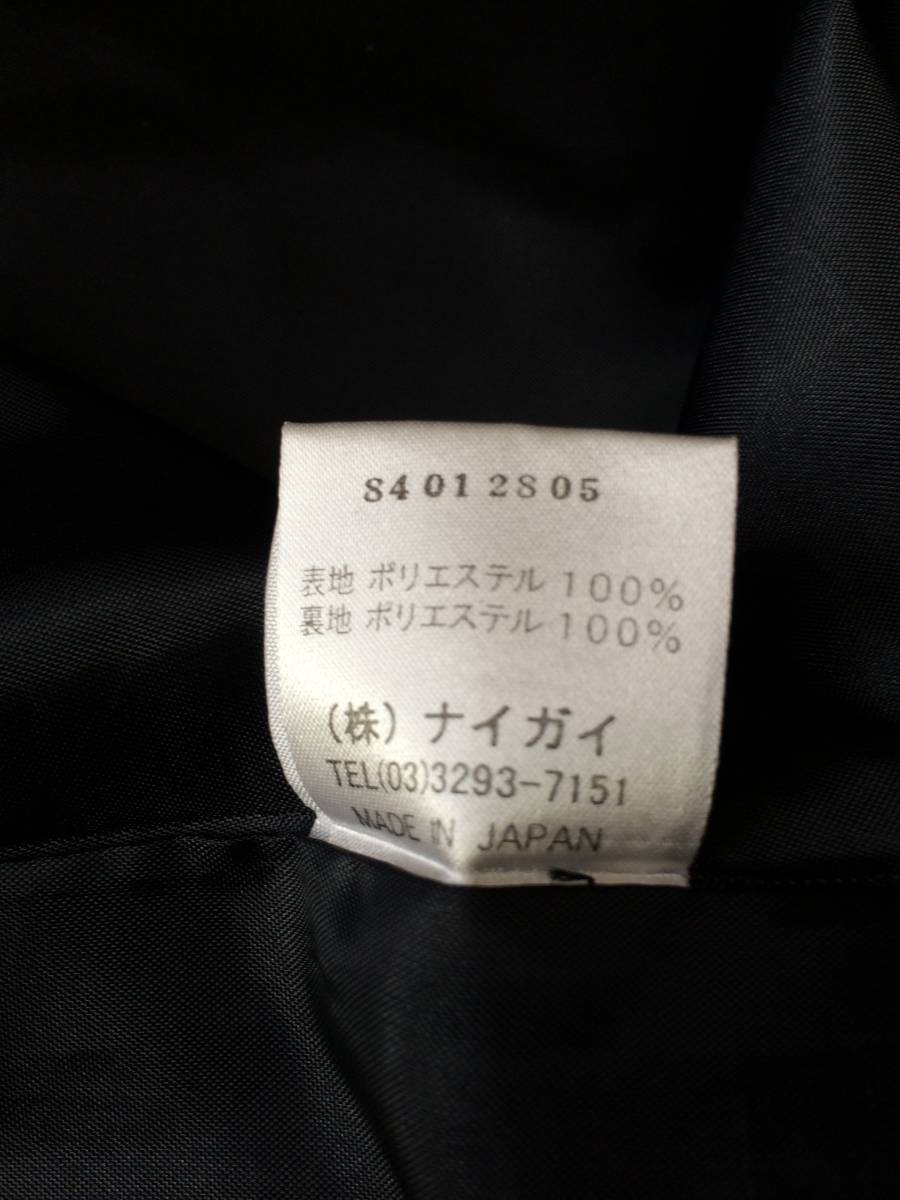 84012805
表地 ポリエステル 100%
裏地 ポリエステル 100%
(株) ナイガイ
TEL(03)3293-7151
MADE IN JAPAN